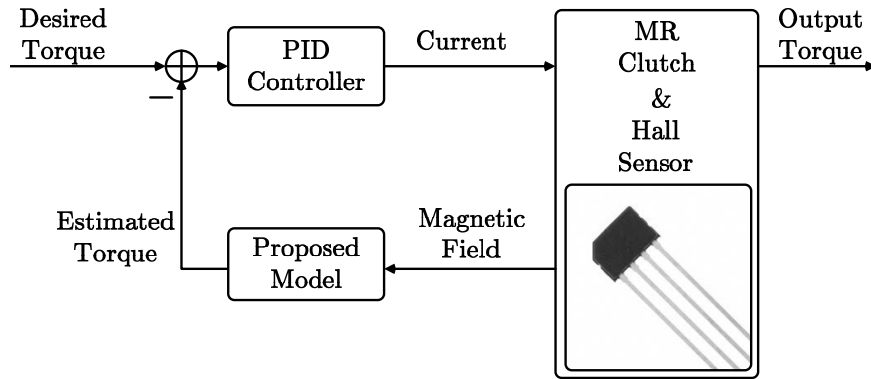 Desired
Torque
PID
Controller
Current
MR
Clutch
&
Hall
Sensor
Output
Torque
Estimated
Torque
Proposed
Model
Magnetic
Field